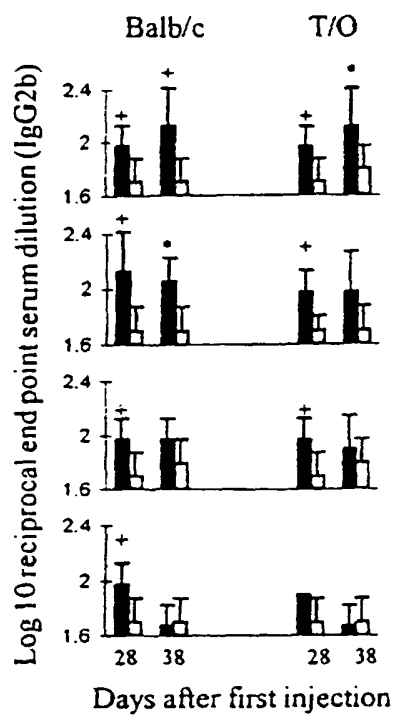 Balb/c T/O
Log 10 reciprocal end point serum dilution (IgG2b)
+ •
2.4 + +
2
1.6
+
2.4 • +
2
1.6
2.4 + +
2
1.6
2.4 +
2
1.6
28 38 28 38
Days after first injection